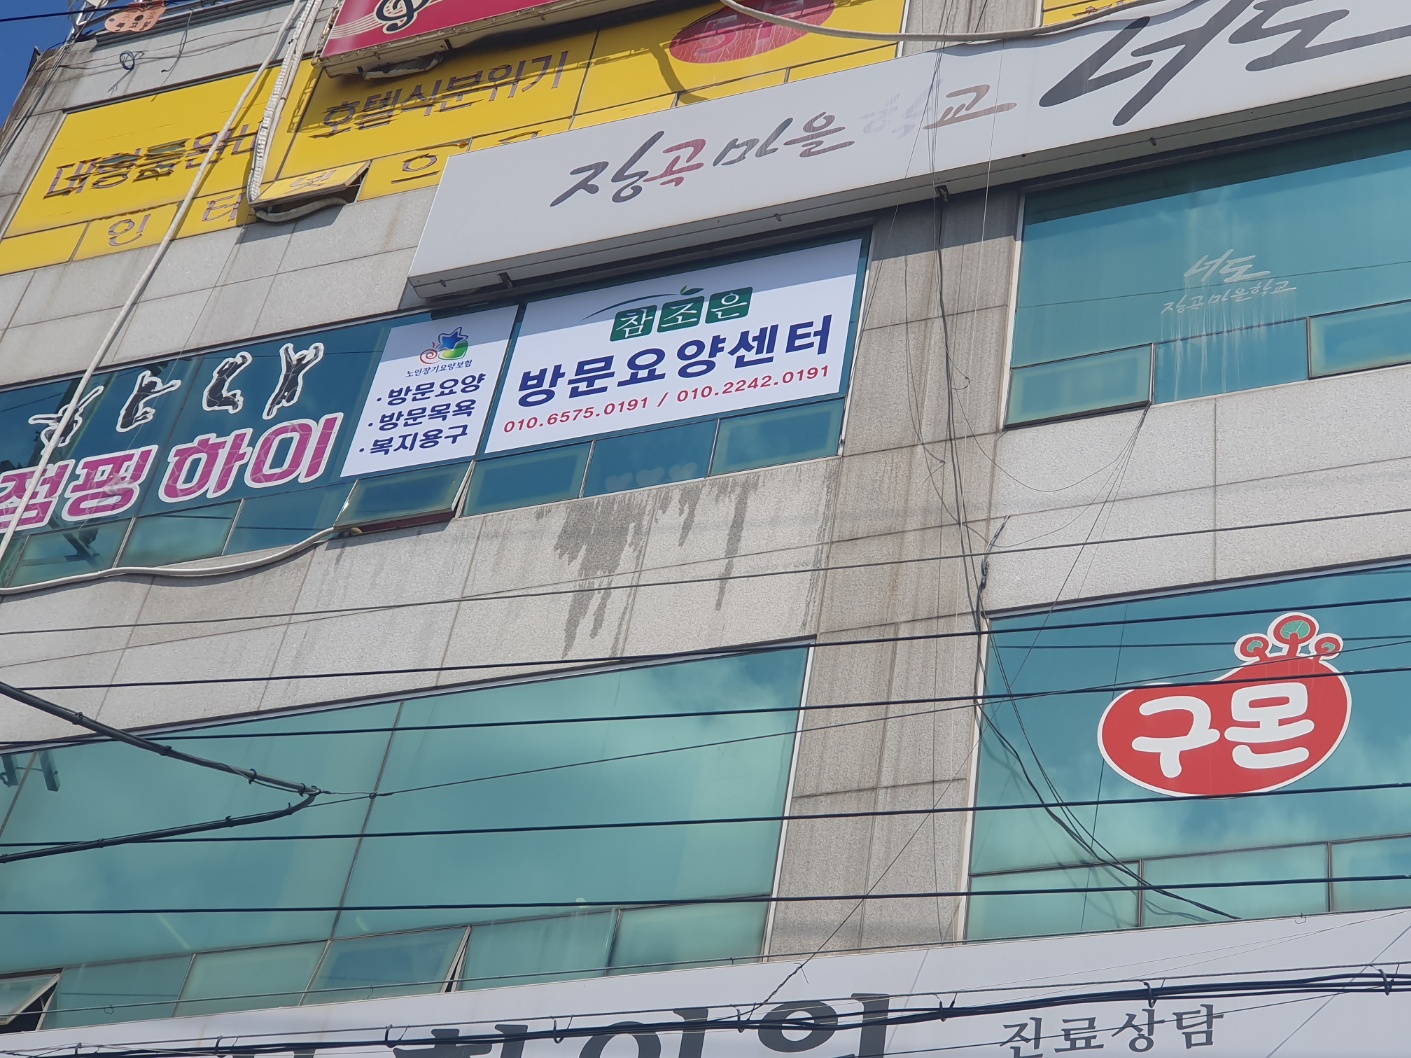 호텔식분위기
인터
장곡마을학교
너도
너도
장곡마을학교
참조은
방문요양센터
010.6575.0191 / 010.2242.0191
노인장기요양보험
·방문요양
·방문목욕
·복지용구
점핑하이
구몬
진료상담